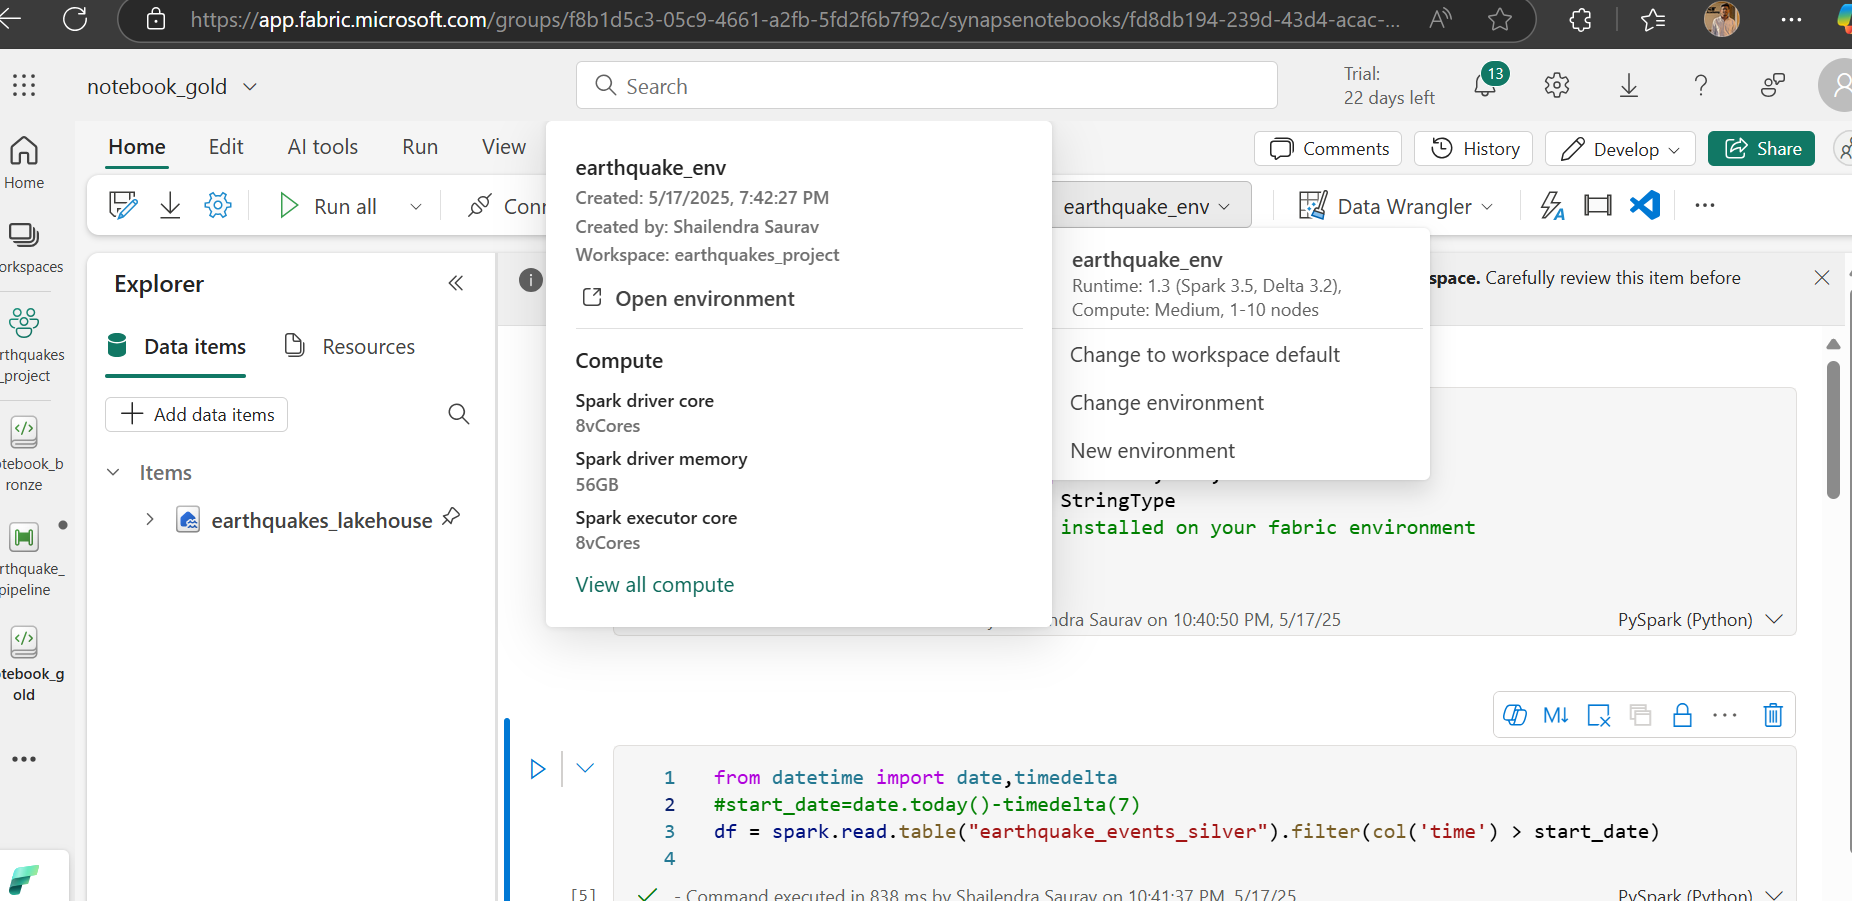 https://app.fabric.microsoft.com/groups/f8b1d5c3-05c9-4661-a2fb-5fd2f6b7f92c/synapsenotebooks/fd8db194-239d-43d4-acac-...
notebook_gold
Search
Trial:
22 days left
13
Home
Edit
AI tools
Run
View
Comments
History
Develop
Share
Run all
earthquake_env
Data Wrangler
Home
orkspaces
rthquakes
_project
tebook_b
ronze
rthquake_
pipeline
tebook_g
old
Explorer
Data items
Resources
Add data items
Items
earthquakes_lakehouse
earthquake_env
Created: 5/17/2025, 7:42:27 PM
Created by: Shailendra Saurav
Workspace: earthquakes_project
Open environment
Compute
Spark driver core
8vCores
Spark driver memory
56GB
Spark executor core
8vCores
View all compute
earthquake_env
Runtime: 1.3 (Spark 3.5, Delta 3.2),
Compute: Medium, 1-10 nodes
Change to workspace default
Change environment
New environment
space. Carefully review this item before
StringType
installed on your fabric environment
ndra Saurav on 10:40:50 PM, 5/17/25
PySpark (Python)
M↓
1 from datetime import date,timedelta
2 #start_date=date.today()-timedelta(7)
3 df = spark.read.table("earthquake_events_silver").filter(col('time') > start_date)
4
[5]
- Command executed in 838 ms by Shailendra Saurav on 10:41:37 PM, 5/17/25
PySpark (Python)